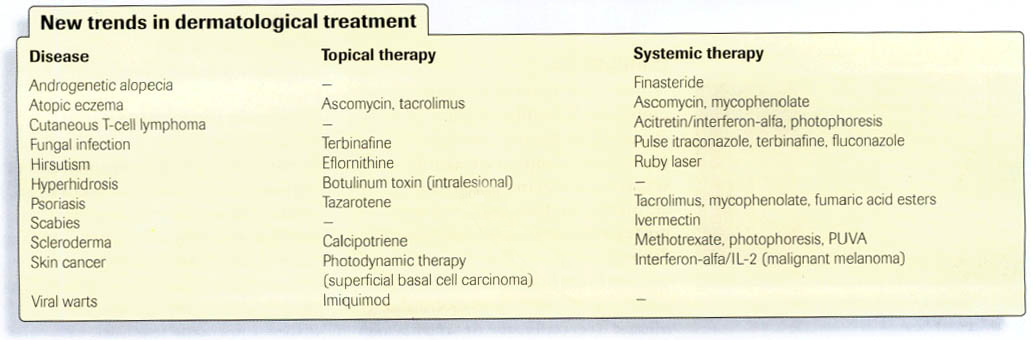 New trends in dermatological treatment
Disease Topical therapy Systemic therapy
Androgenetic alopecia – Finasteride
Atopic eczema Ascomycin, tacrolimus Ascomycin, mycophenolate
Cutaneous T-cell lymphoma – Acitretin/interferon-alfa, photophoresis
Fungal infection Terbinafine Pulse itraconazole, terbinafine, fluconazole
Hirsutism Eflornithine Ruby laser
Hyperhidrosis Botulinum toxin (intralesional) –
Psoriasis Tazarotene Tacrolimus, mycophenolate, fumaric acid esters
Scabies – Ivermectin
Scleroderma Calcipotriene Methotrexate, photophoresis, PUVA
Skin cancer Photodynamic therapy Interferon-alfa/IL-2 (malignant melanoma)
(superficial basal cell carcinoma)
Viral warts Imiquimod –